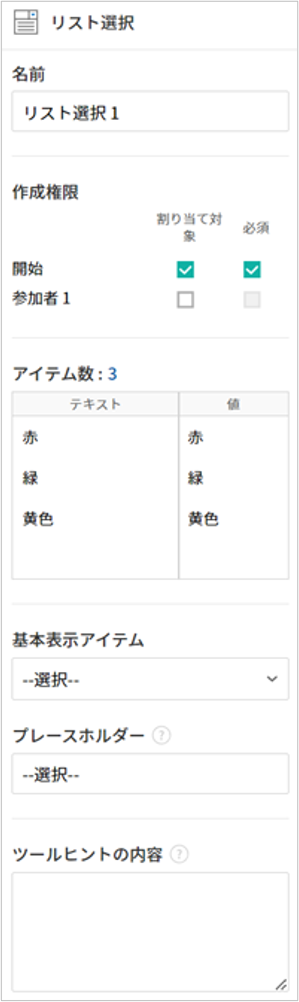 リスト選択
名前
リスト選択 1
作成権限
割り当て対
象
必須
開始
参加者 1
アイテム数 : 3
テキスト 値
赤 赤
緑 緑
黄色 黄色
基本表示アイテム
--選択--
プレースホルダー ?
--選択--
ツールヒントの内容 ?